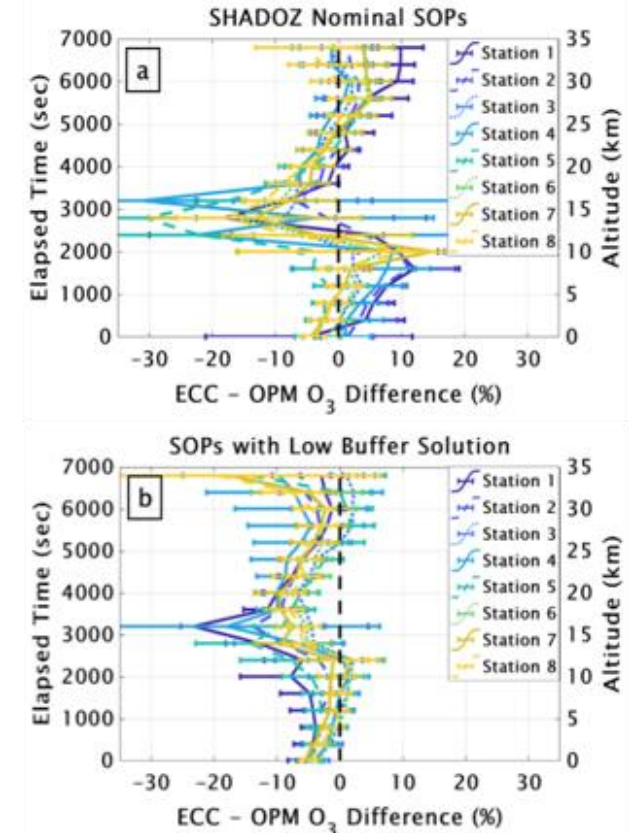 SHADOZ Nominal SOPs
a
Elapsed Time (sec)
7000
6000
5000
4000
3000
2000
1000
0
Station 1
Station 2
Station 3
Station 4
Station 5
Station 6
Station 7
Station 8
35
30
25
20
15
10
5
0
Altitude (km)
-30 -20 -10 0 10 20 30
ECC - OPM O3 Difference (%)
SOPs with Low Buffer Solution
b
Elapsed Time (sec)
7000
6000
5000
4000
3000
2000
1000
0
Station 1
Station 2
Station 3
Station 4
Station 5
Station 6
Station 7
Station 8
35
30
25
20
15
10
5
0
Altitude (km)
-30 -20 -10 0 10 20 30
ECC - OPM O3 Difference (%)